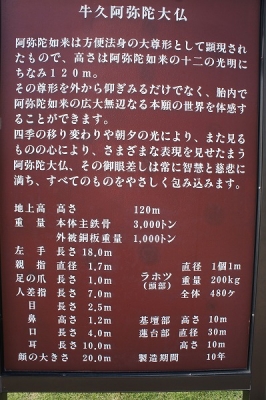 牛久阿弥陀大仏
阿弥陀如来は方便法身の大尊形として顕現され
たもので、高さは阿弥陀如来の十二の光明に
ちなみ120m。
その尊形を外から仰ぎみるだけでなく、胎内で
阿弥陀如来の広大無辺なる本願の世界を体感す
ることができます。
四季の移り変わりや朝夕の光により、また見る
ものの心により、さまざまな表現を見せたまう
阿弥陀大仏、その御眼差しは常に智慧と慈悲に
満ち、すべてのものをやさしく包み込みます。
地上高 高さ 120m
重量 本体主鉄骨 3,000トン
外被銅板重量 1,000トン
左手 長さ 18.0m
親指 直径 1.7m
足の爪 長さ 1.0m
人差指 長さ 7.0m
目 長さ 2.5m
鼻 高さ 1.2m
口 長さ 4.0m
耳 長さ 10.0m
顔の大きさ 20.0m
ラホツ(頭部) 直径 1個1m
重量 200kg
全体 480ヶ
基壇部 高さ 10m
蓮台部 直径 30m
高さ 10m
製造期間 10年